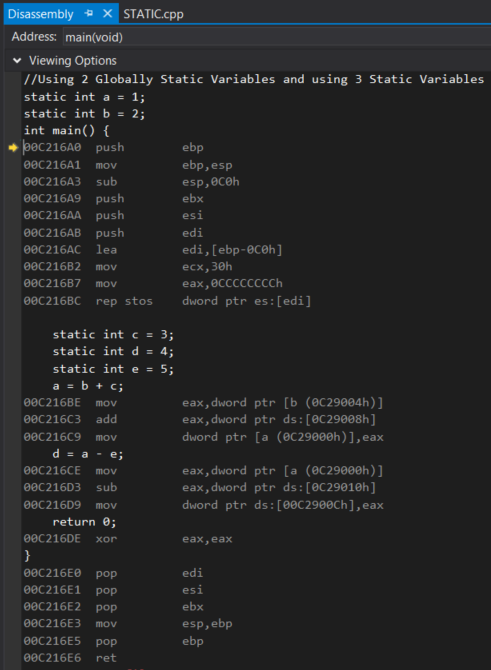 Disassembly STATIC.cpp
Address: main(void)
Viewing Options
//Using 2 Globally Static Variables and using 3 Static Variables
static int a = 1;
static int b = 2;
int main() {
00C216A0 push ebp
00C216A1 mov ebp,esp
00C216A3 sub esp,0C0h
00C216A9 push ebx
00C216AA push esi
00C216AB push edi
00C216AC lea edi,[ebp-0C0h]
00C216B2 mov ecx,30h
00C216B7 mov eax,0CCCCCCCCh
00C216BC rep stos dword ptr es:[edi]
static int c = 3;
static int d = 4;
static int e = 5;
a = b + c;
00C216BE mov eax,dword ptr [b (0C29004h)]
00C216C3 add eax,dword ptr ds:[0C29008h]
00C216C9 mov dword ptr [a (0C29000h)],eax
d = a - e;
00C216CE mov eax,dword ptr [a (0C29000h)]
00C216D3 sub eax,dword ptr ds:[0C29010h]
00C216D9 mov dword ptr ds:[00C2900Ch],eax
return 0;
00C216DE xor eax,eax
}
00C216E0 pop edi
00C216E1 pop esi
00C216E2 pop ebx
00C216E3 mov esp,ebp
00C216E5 pop ebp
00C216E6 ret